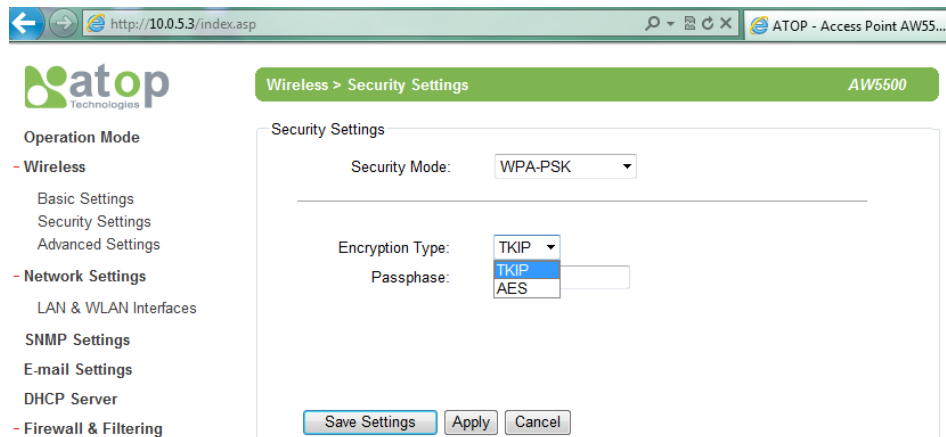 http://10.0.5.3/index.asp
ATOP - Access Point AW55...
atop
Technologies
Wireless > Security Settings AW5500
Operation Mode
- Wireless
Basic Settings
Security Settings
Advanced Settings
- Network Settings
LAN & WLAN Interfaces
SNMP Settings
E-mail Settings
DHCP Server
- Firewall & Filtering
Security Settings
Security Mode: WPA-PSK
Encryption Type: TKIP
TKIP
AES
Passphase:
Save Settings Apply Cancel